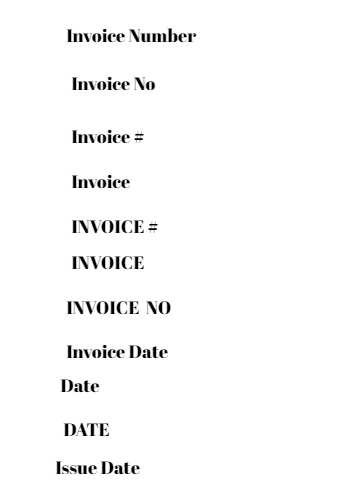 Invoice Number
Invoice No
Invoice #
Invoice
INVOICE #
INVOICE
INVOICE NO
Invoice Date
Date
DATE
Issue Date